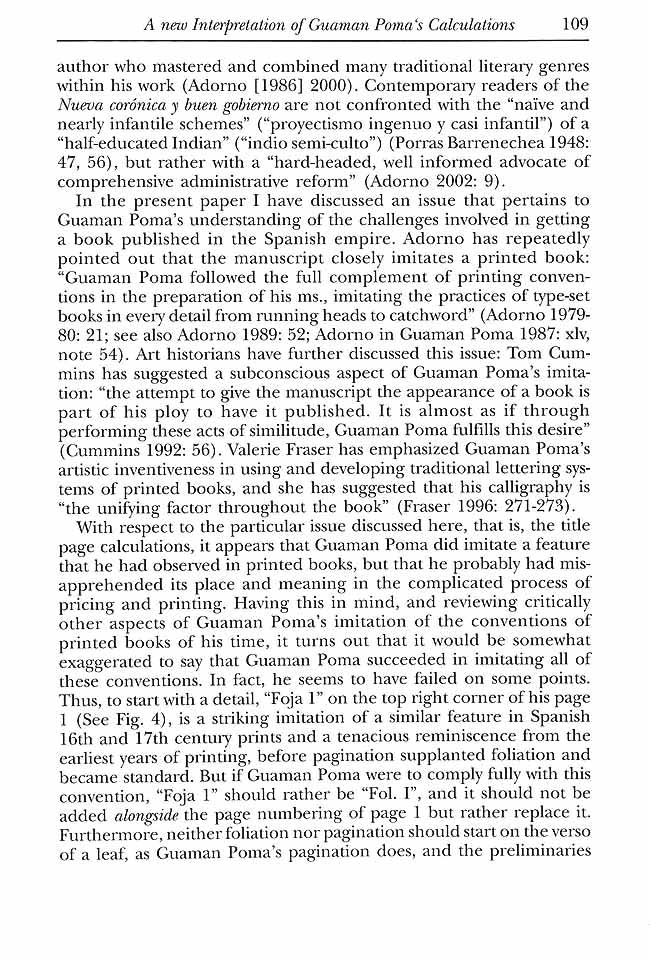 A new Interpretation of Guaman Poma's Calculations 109
author who mastered and combined many traditional literary genres
within his work (Adorno [1986] 2000). Contemporary readers of the
Nueva corónica y buen gobierno are not confronted with the “naïve and
nearly infantile schemes” (“proyectismo ingenuo y casi infantil”) of a
“half-educated Indian” (“indio semi-culto”) (Porras Barrenechea 1948:
47, 56), but rather with a “hard-headed, well informed advocate of
comprehensive administrative reform” (Adorno 2002: 9).
In the present paper I have discussed an issue that pertains to
Guaman Poma's understanding of the challenges involved in getting
a book published in the Spanish empire. Adorno has repeatedly
pointed out that the manuscript closely imitates a printed book:
“Guaman Poma followed the full complement of printing conven-
tions in the preparation of his ms., imitating the practices of type-set
books in every detail from running heads to catchword” (Adorno 1979-
80: 21; see also Adorno 1989: 52; Adorno in Guaman Poma 1987: xlv,
note 54). Art historians have further discussed this issue: Tom Cum-
mins has suggested a subconscious aspect of Guaman Poma's imita-
tion: “the attempt to give the manuscript the appearance of a book is
part of his ploy to have it published. It is almost as if through
performing these acts of similitude, Guaman Poma fulfills this desire”
(Cummins 1992: 56). Valerie Fraser has emphasized Guaman Poma's
artistic inventiveness in using and developing traditional lettering sys-
tems of printed books, and she has suggested that his calligraphy is
“the unifying factor throughout the book” (Fraser 1996: 271-273).
With respect to the particular issue discussed here, that is, the title
page calculations, it appears that Guaman Poma did imitate a feature
that he had observed in printed books, but that he probably had mis-
apprehended its place and meaning in the complicated process of
pricing and printing. Having this in mind, and reviewing critically
other aspects of Guaman Poma's imitation of the conventions of
printed books of his time, it turns out that it would be somewhat
exaggerated to say that Guaman Poma succeeded in imitating all of
these conventions. In fact, he seems to have failed on some points.
Thus, to start with a detail, “Foja 1” on the top right corner of his page
1 (See Fig. 4), is a striking imitation of a similar feature in Spanish
16th and 17th century prints and a tenacious reminiscence from the
earliest years of printing, before pagination supplanted foliation and
became standard. But if Guaman Poma were to comply fully with this
convention, “Foja 1” should rather be “Fol. I”, and it should not be
added alongside the page numbering of page 1 but rather replace it.
Furthermore, neither foliation nor pagination should start on the verso
of a leaf, as Guaman Poma's pagination does, and the preliminaries